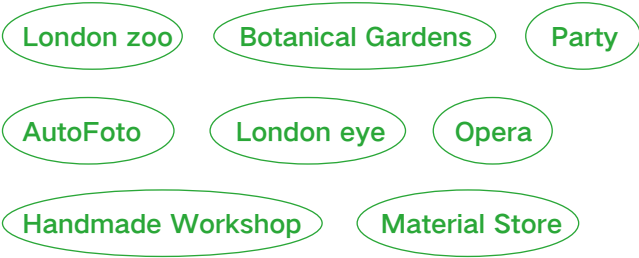 London zoo Botanical Gardens Party
AutoFoto London eye Opera
Handmade Workshop Material Store